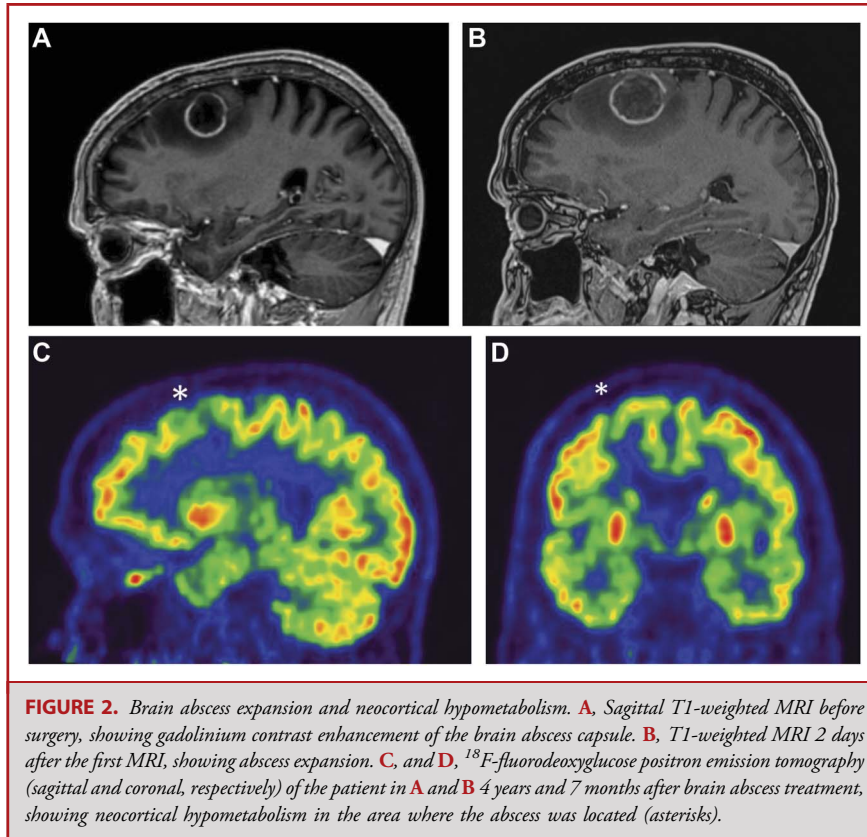 A
B
C
*
D
*
FIGURE 2. Brain abscess expansion and neocortical hypometabolism. A, Sagittal T1-weighted MRI before
surgery, showing gadolinium contrast enhancement of the brain abscess capsule. B, T1-weighted MRI 2 days
after the first MRI, showing abscess expansion. C, and D, ¹⁸F-fluorodeoxyglucose positron emission tomography
(sagittal and coronal, respectively) of the patient in A and B 4 years and 7 months after brain abscess treatment,
showing neocortical hypometabolism in the area where the abscess was located (asterisks).